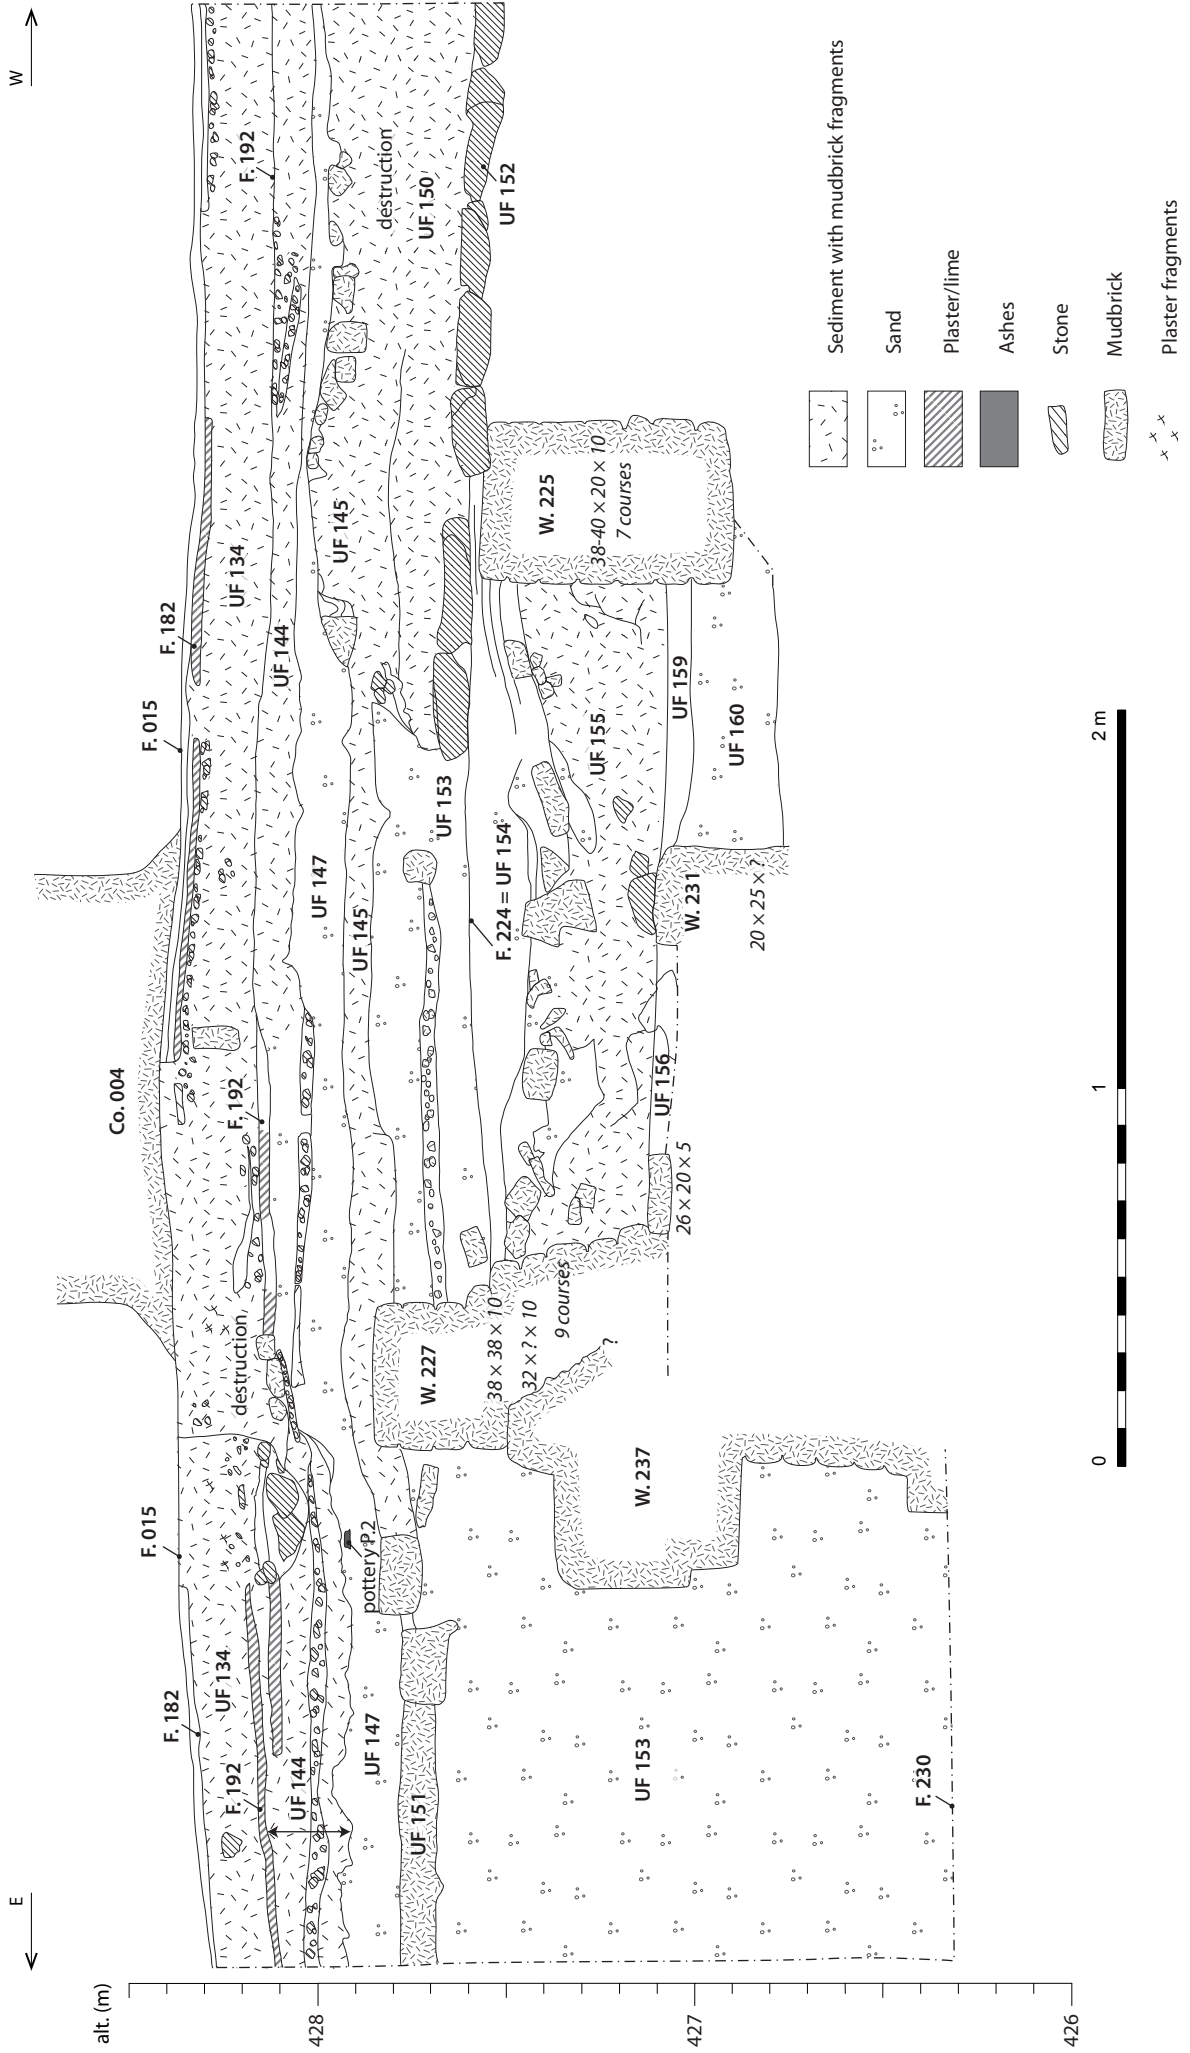 E
W
Co. 004
F. 015
F. 015
F. 182
F. 182
UF 134
UF 134
F. 192
F. 192
F. 192
destruction
UF 144
UF 144
UF 147
UF 147
pottery P.2
UF 145
UF 145
destruction
UF 150
UF 151
UF 152
W. 227
38 × 38 × 10
32 × ? × 10
9 courses
?
UF 153
UF 153
F. 224 = UF 154
W. 225
38-40 × 20 × 10
7 courses
UF 155
UF 156
26 × 20 × 5
W. 231
20 × 25 × ?
UF 159
UF 160
W. 237
F. 230
alt. (m)
428
427
426
0
1
2 m
Sediment with mudbrick fragments
Sand
Plaster/lime
Ashes
Stone
Mudbrick
Plaster fragments